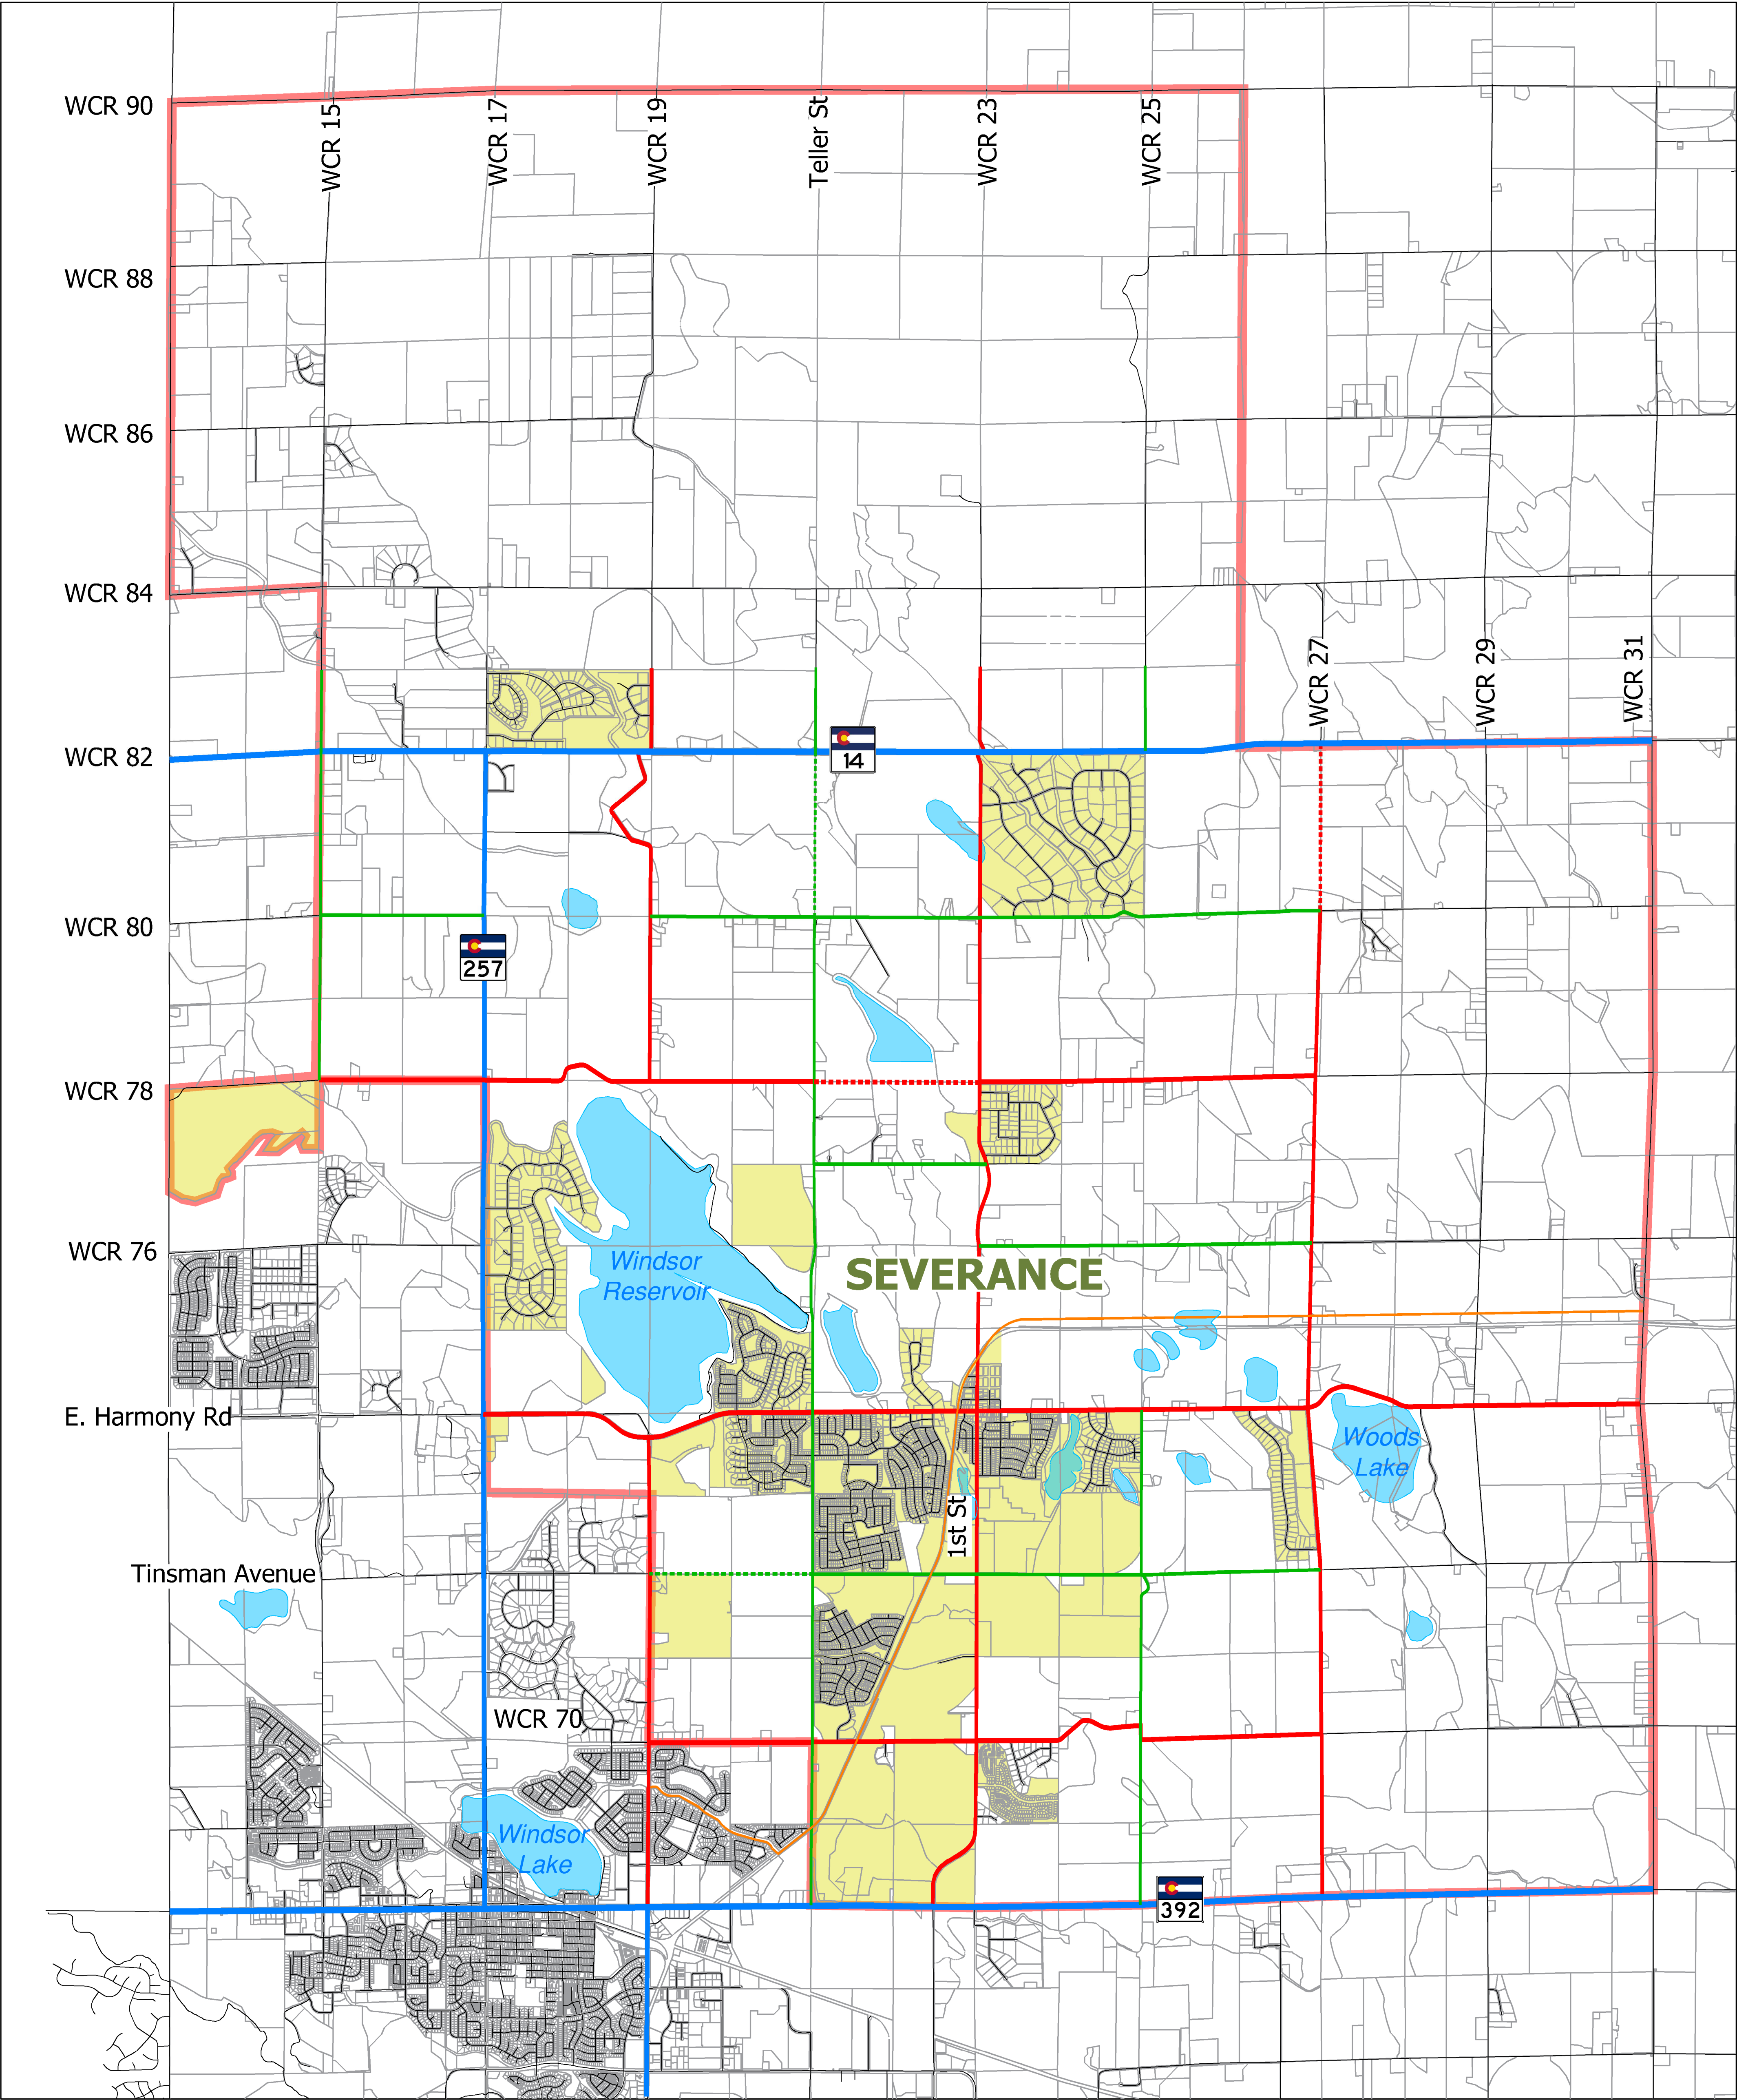 WCR 90
WCR 15
WCR 17
WCR 19
Teller St
WCR 23
WCR 25
WCR 88
WCR 86
WCR 84
WCR 27
WCR 29
WCR 31
WCR 82
14
WCR 80
257
WCR 78
WCR 76
Windsor
Reservoir
SEVERANCE
E. Harmony Rd
Woods
Lake
1st St
Tinsman Avenue
WCR 70
Windsor
Lake
392